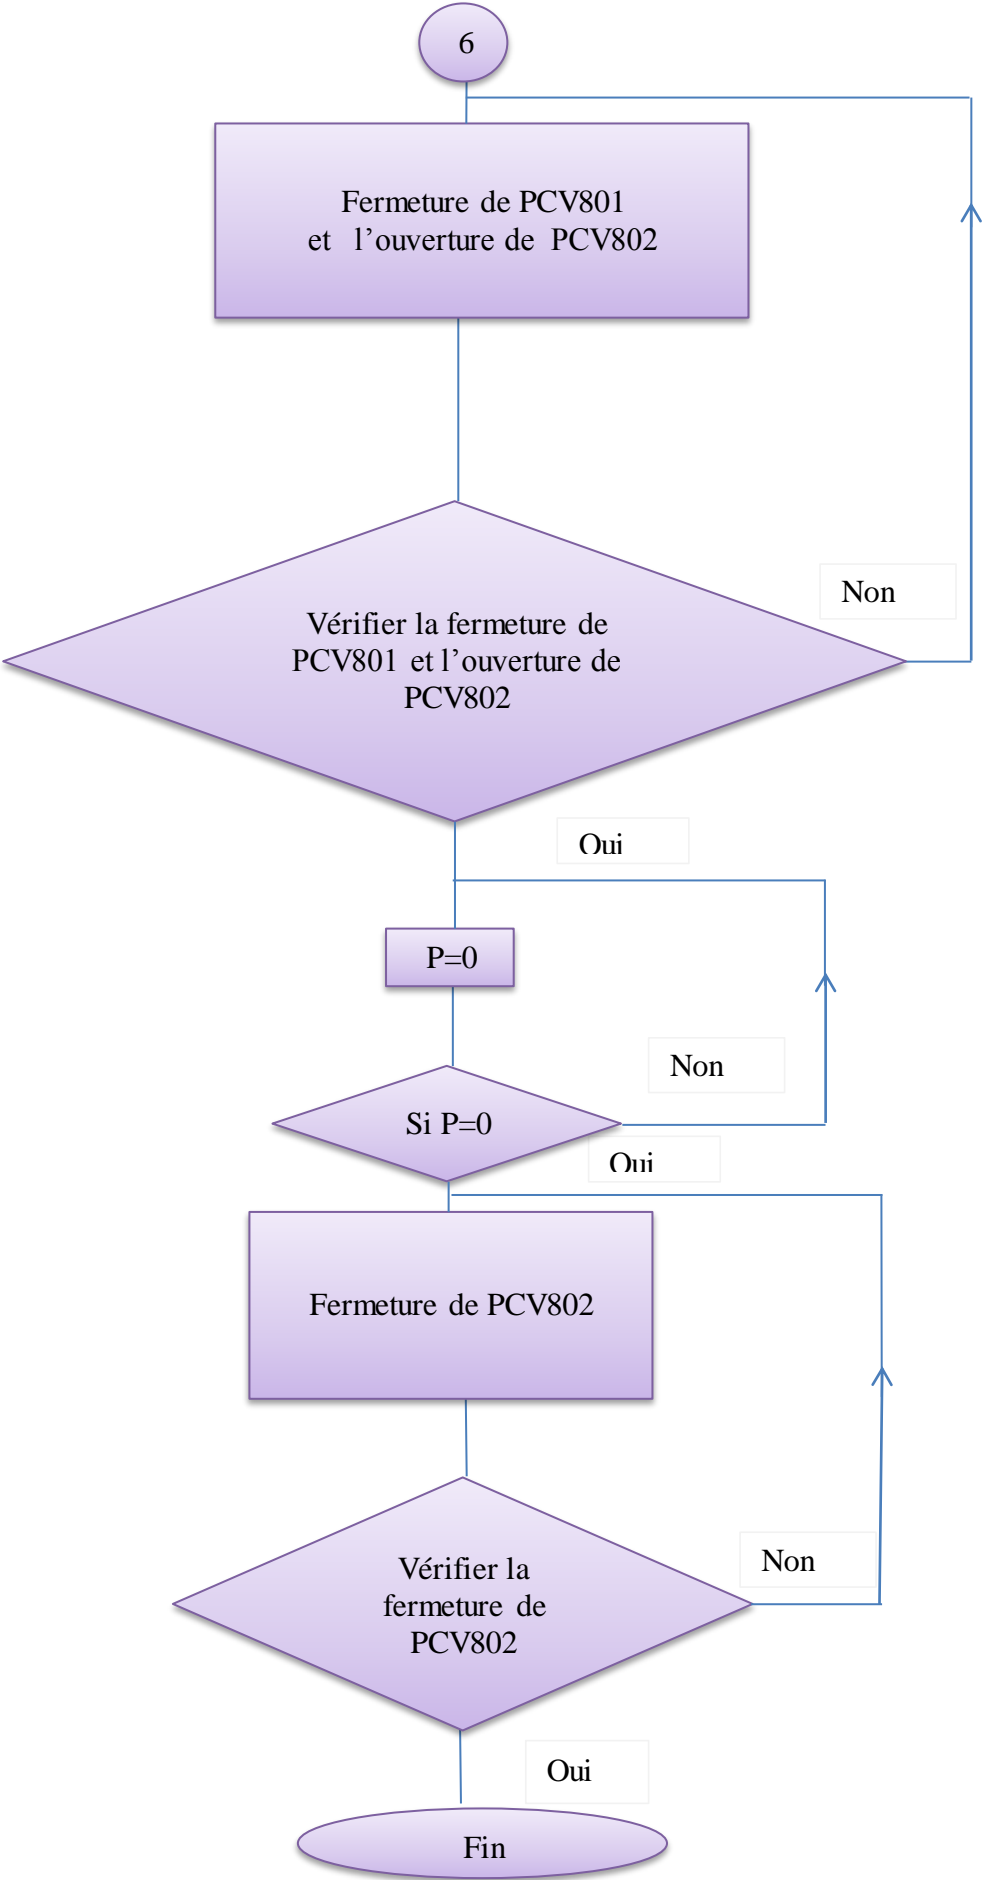 6
Fermeture de PCV801
et l’ouverture de PCV802
Non
Vérifier la fermeture de
PCV801 et l’ouverture de
PCV802
Oui
P=0
Non
Si P=0
Oui
Fermeture de PCV802
Non
Vérifier la
fermeture de
PCV802
Oui
Fin